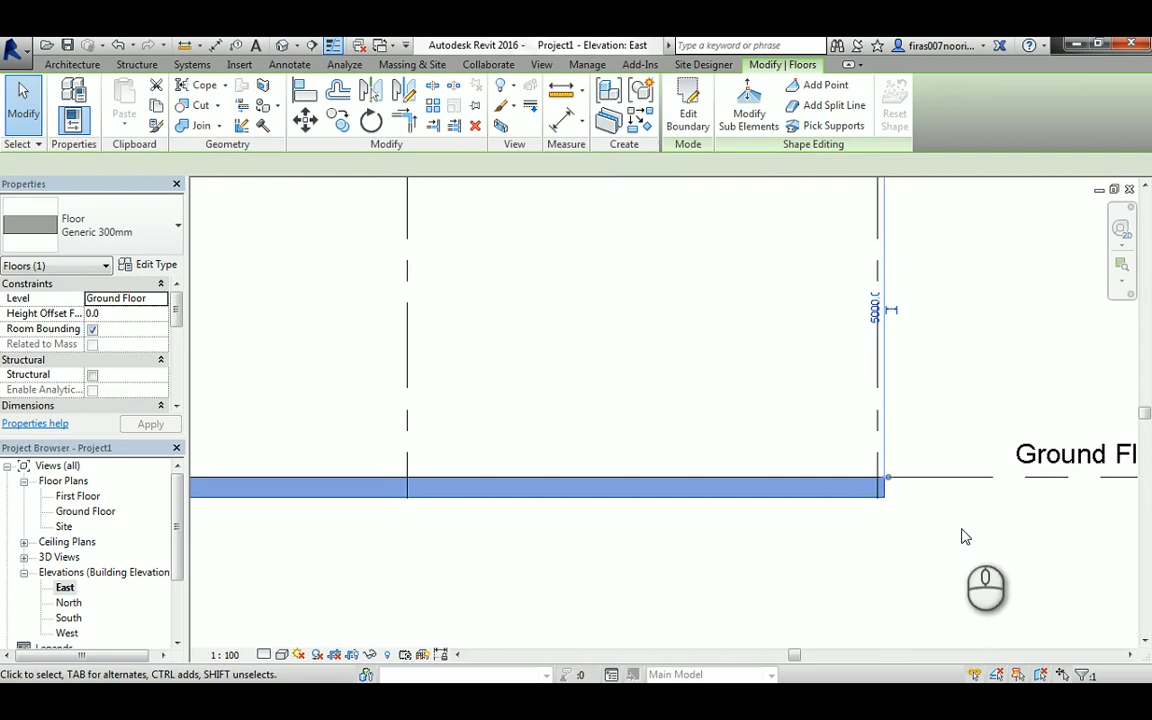 Autodesk Revit 2016 - Project1 - Elevation: East
Type a keyword or phrase
firas007noori...
Architecture Structure Systems Insert Annotate Analyze Massing & Site Collaborate View Manage Add-Ins Site Designer Modify | Floors
Modify
Paste
Cope
Cut
Join
Edit Boundary
Modify Sub Elements
Add Point
Add Split Line
Pick Supports
Reset Shape
Select Properties Clipboard Geometry Modify View Measure Create Mode Shape Editing
Properties
Floor
Generic 300mm
Floors (1)
Edit Type
Constraints
Level Ground Floor
Height Offset F... 0.0
Room Bounding
Related to Mass
Structural
Structural
Enable Analytic...
Dimensions
Properties help
Apply
Project Browser - Project1
Views (all)
Floor Plans
First Floor
Ground Floor
Site
Ceiling Plans
3D Views
Elevations (Building Elevation
East
North
South
West
5000.0
Ground Fl
1 : 100
Click to select, TAB for alternates, CTRL adds, SHIFT unselects.
:0
Main Model
:1